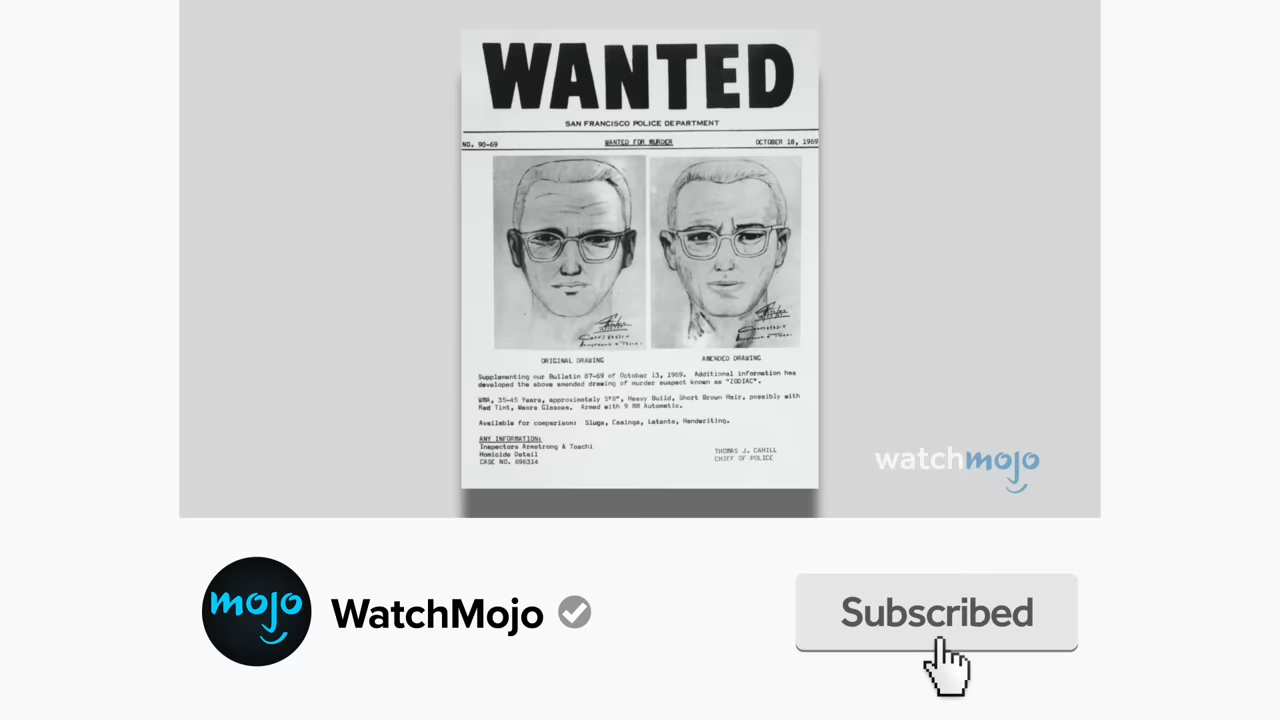 WANTED
SAN FRANCISCO POLICE DEPARTMENT
NO. 90-69 WANTED FOR MURDER OCTOBER 18, 1969
ORIGINAL DRAWING AMENDED DRAWING
Supplementing our Bulletin 87-69 of October 13, 1969. Additional information has
developed the above amended drawing of murder suspect known as "ZODIAC".
WMA, 35-45 Years, approximately 5'8", Heavy Build, Short Brown Hair, possibly with
Red Tint, Wears Glasses. Armed with 9 MM Automatic.
Available for comparison: Slugs, Casings, Latents, Handwriting.
ANY INFORMATION:
Inspectors Armstrong & Toschi
Homicide Detail
CASE NO. 696314
THOMAS J. CAHILL
CHIEF OF POLICE
watchmojo
mojo
WatchMojo
Subscribed